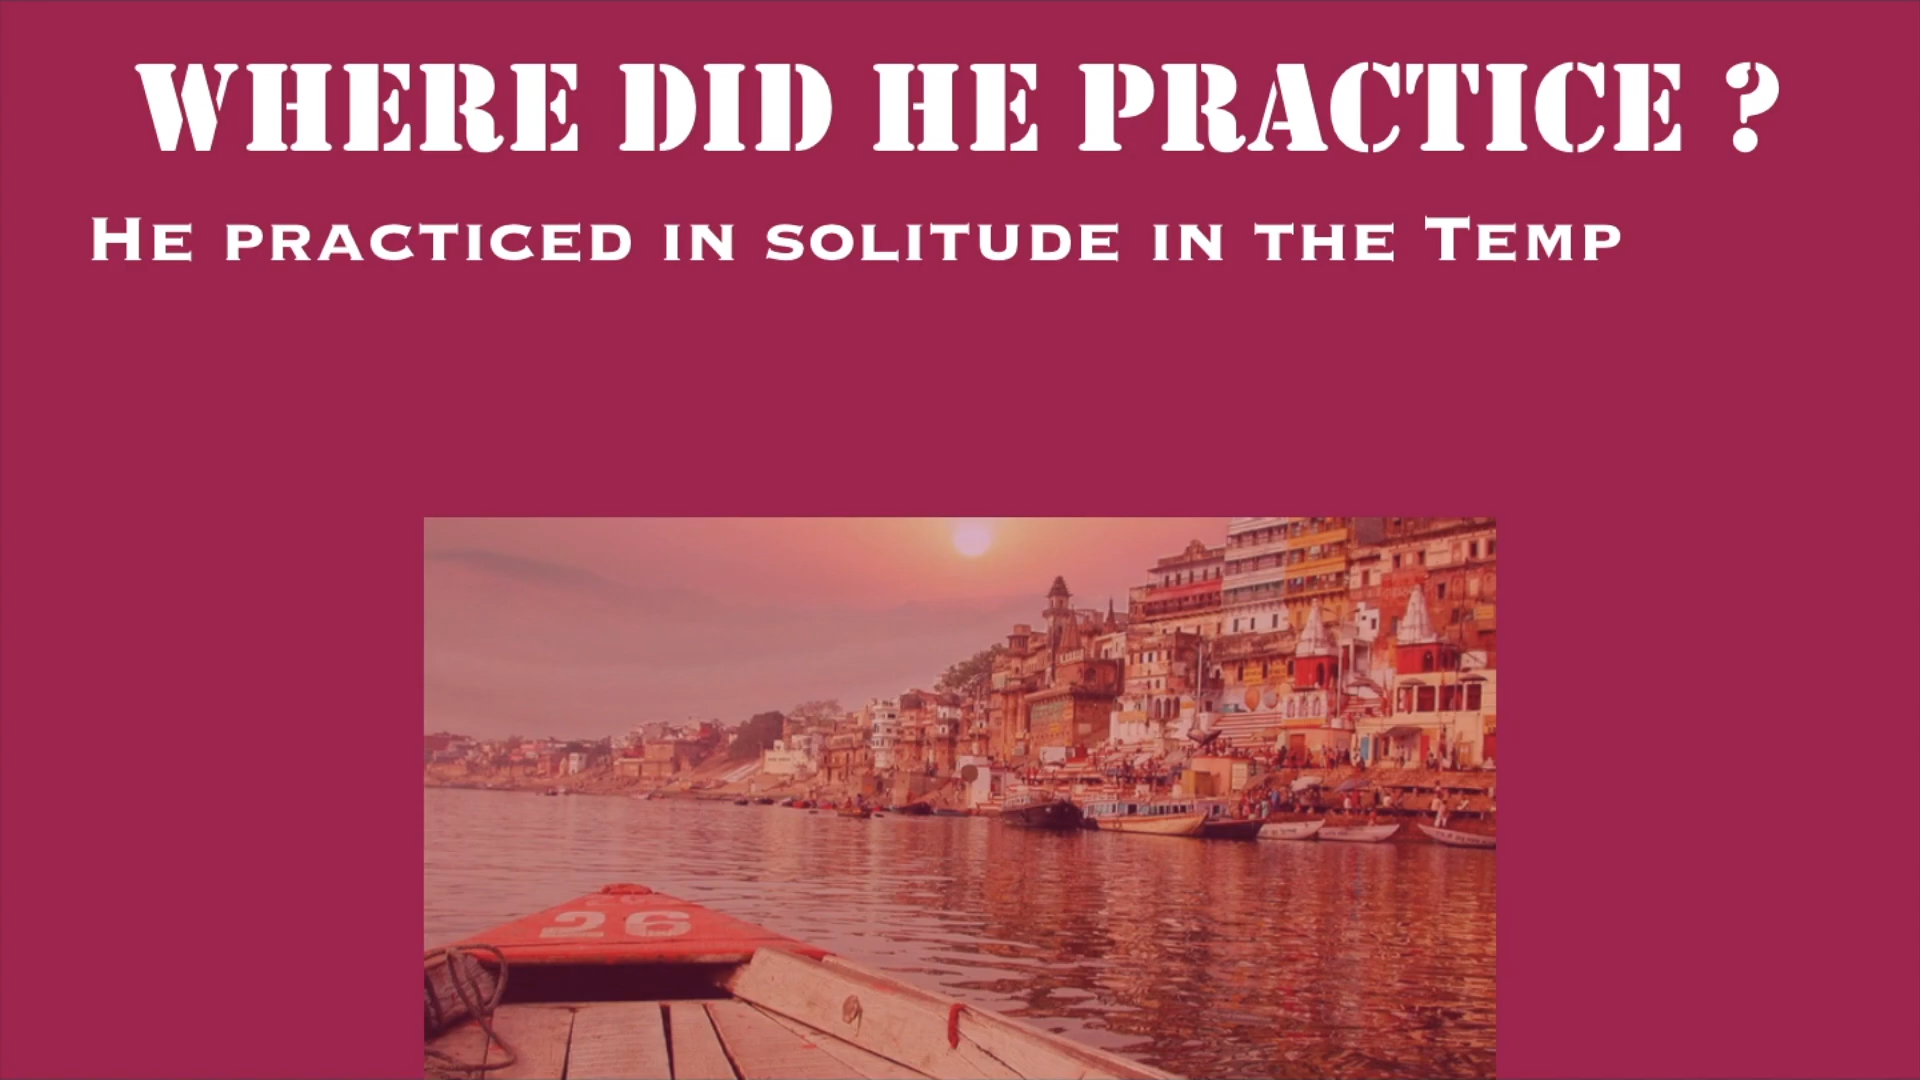 WHERE DID HE PRACTICE ?
HE PRACTICED IN SOLITUDE IN THE TEMP
26